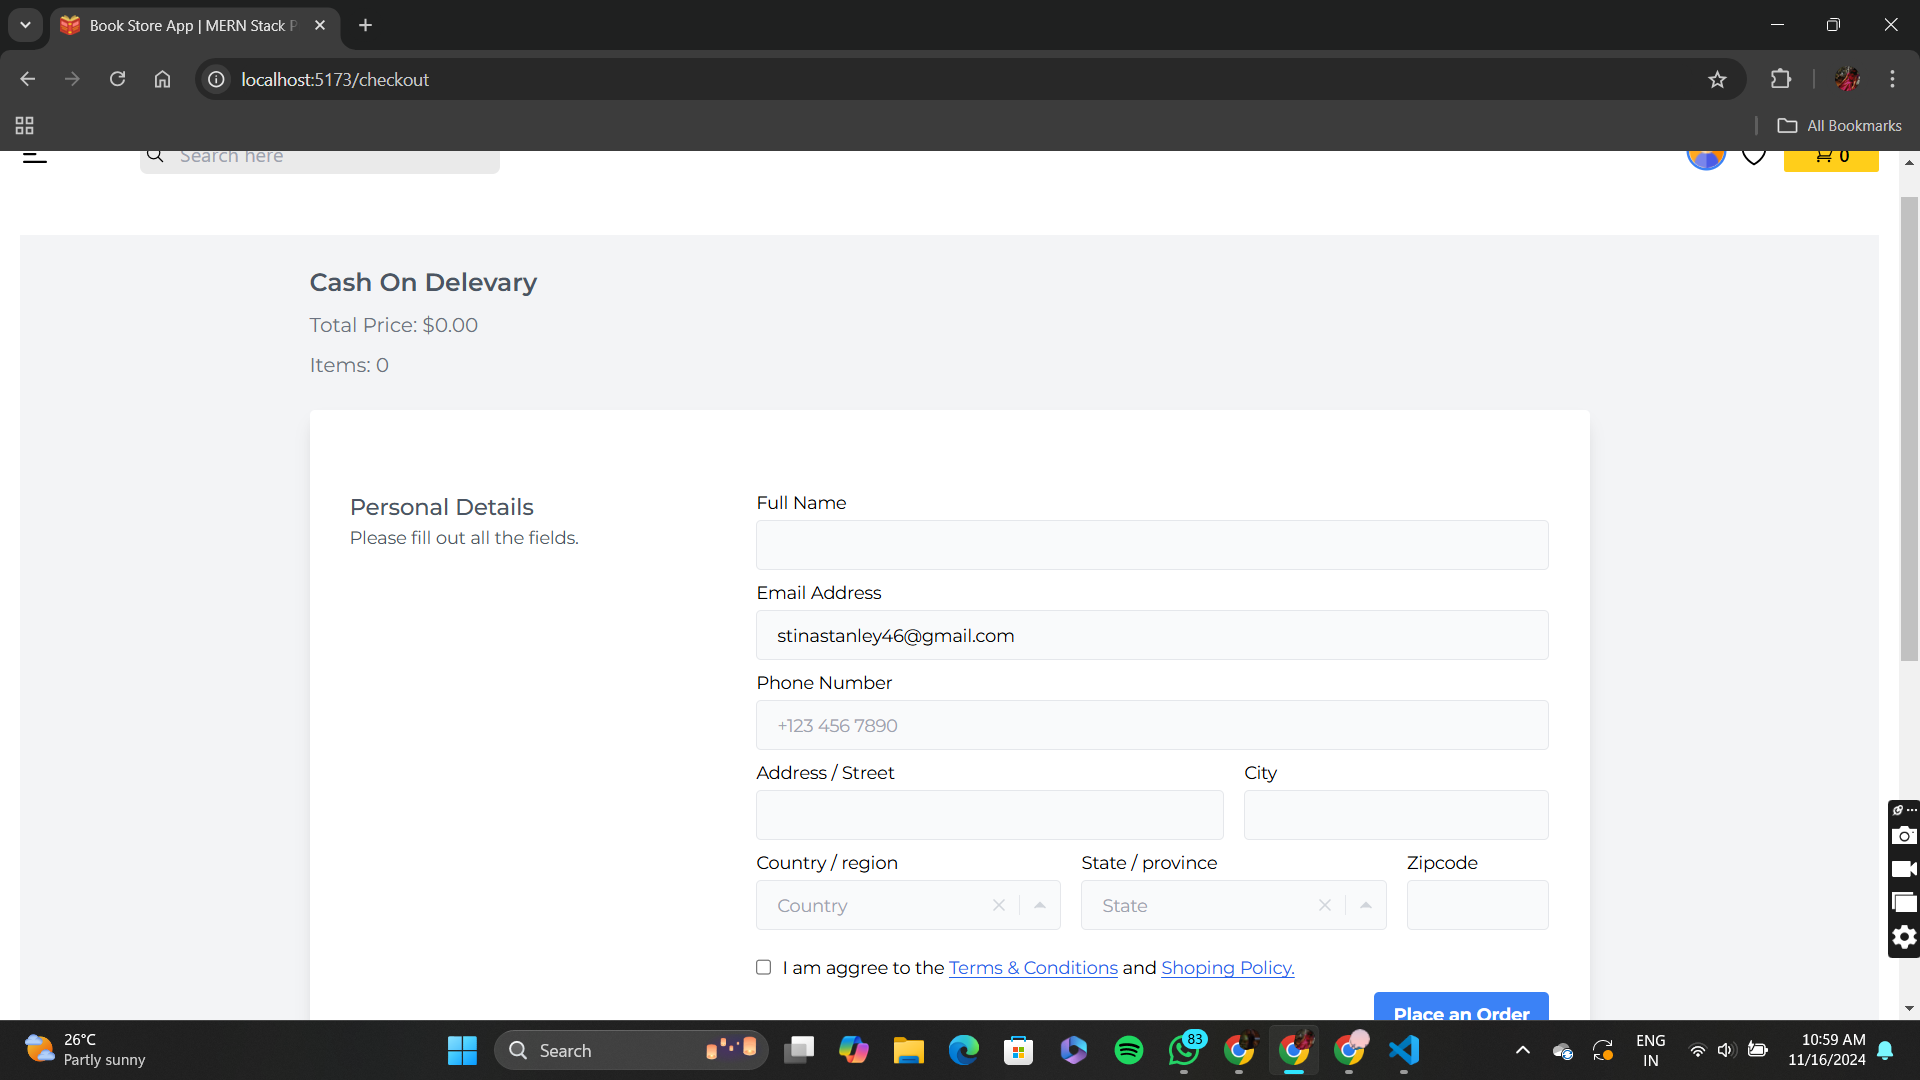 Book Store App | MERN Stack P
localhost:5173/checkout
All Bookmarks
Search here
0
Cash On Delevary
Total Price: $0.00
Items: 0
Personal Details
Please fill out all the fields.
Full Name
Email Address
stinastanley46@gmail.com
Phone Number
+123 456 7890
Address / Street
City
Country / region
State / province
Zipcode
Country
State
I am aggree to the Terms & Conditions and Shoping Policy.
Place an Order
26°C
Partly sunny
Search
83
ENG
IN
10:59 AM
11/16/2024